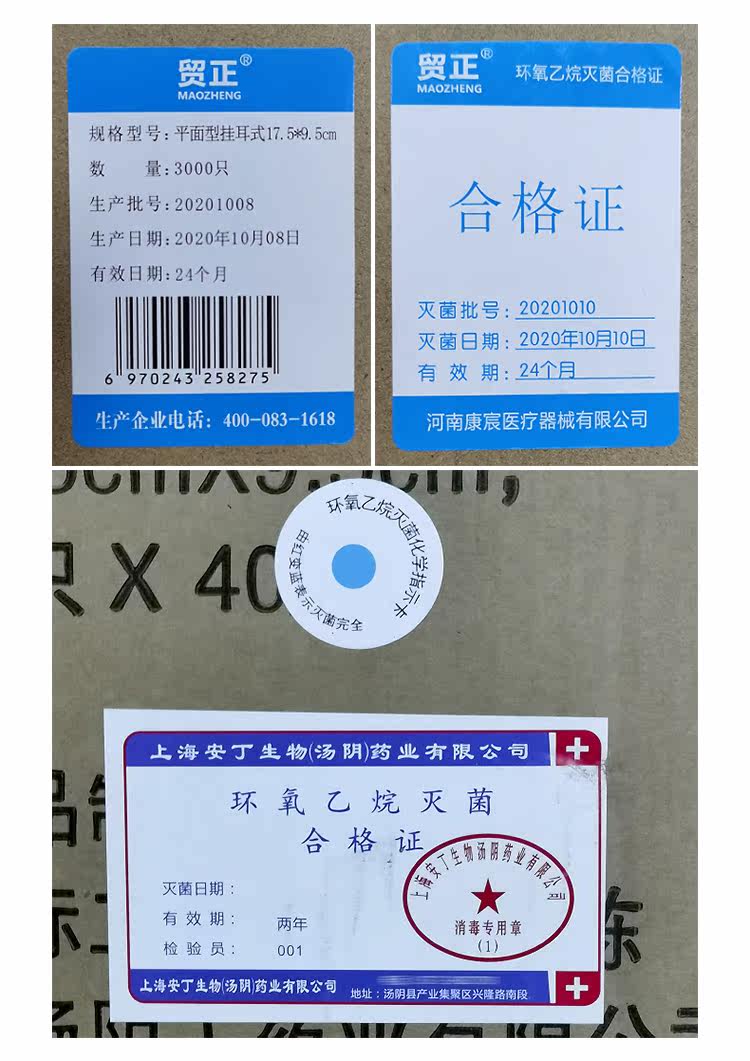 贸正®
MAOZHENG
规格型号:平面型挂耳式17.5*9.5cm
数 量:3000只
生产批号:20201008
生产日期:2020年10月08日
有效日期:24个月
6 970243 258275
生产企业电话: 400-083-1618
贸正®
MAOZHENG
环氧乙烷灭菌合格证
合格证
灭菌批号: 20201010
灭菌日期: 2020年10月10日
有 效 期: 24个月
河南康宸医疗器械有限公司
只X 40
环氧乙烷灭菌化学指示卡
由红变蓝表示灭菌完全
上海安丁生物(汤阴)药业有限公司
环氧乙烷灭菌
合格证
灭菌日期:
有 效 期: 两年
检 验 员: 001
上海安丁生物汤阴药业有限公司
消毒专用章
(1)
上海安丁生物(汤阴)药业有限公司
地址:汤阴县产业集聚区兴隆路南段